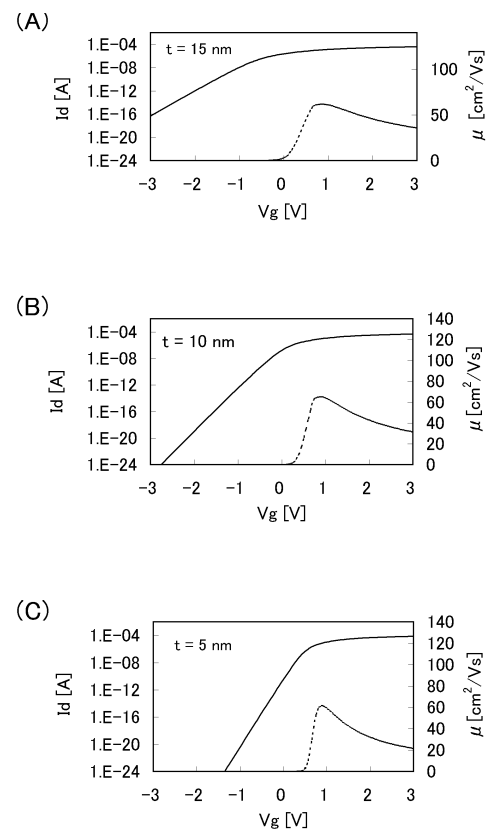 (A)
t = 15 nm
Id [A]
1.E-04
1.E-08
1.E-12
1.E-16
1.E-20
1.E-24
100
50
0
μ [cm²/Vs]
-3 -2 -1 0 1 2 3
Vg [V]
(B)
t = 10 nm
Id [A]
1.E-04
1.E-08
1.E-12
1.E-16
1.E-20
1.E-24
140
120
100
80
60
40
20
0
μ [cm²/Vs]
-3 -2 -1 0 1 2 3
Vg [V]
(C)
t = 5 nm
Id [A]
1.E-04
1.E-08
1.E-12
1.E-16
1.E-20
1.E-24
140
120
100
80
60
40
20
0
μ [cm²/Vs]
-3 -2 -1 0 1 2 3
Vg [V]